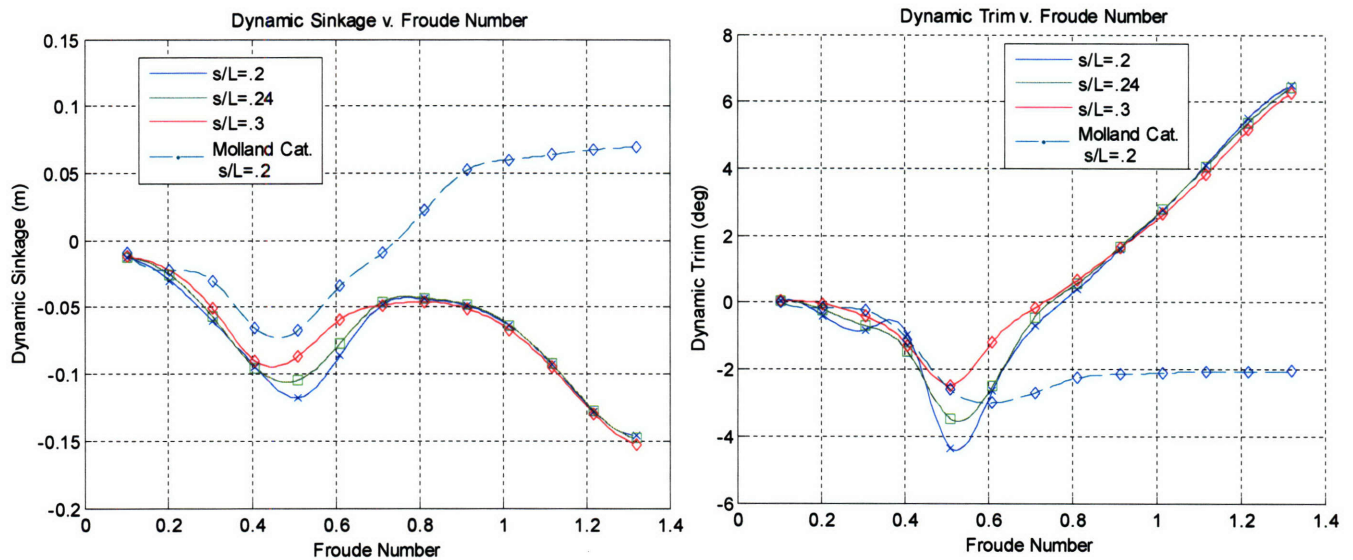 Dynamic Sinkage v. Froude Number
0.15
0.1
0.05
0
-0.05
-0.1
-0.15
-0.2
Dynamic Sinkage (m)
s/L=.2
s/L=.24
s/L=.3
Molland Cat.
s/L=.2
0
0.2
0.4
0.6
0.8
1
1.2
1.4
Froude Number
Dynamic Trim v. Froude Number
8
6
4
2
0
-2
-4
-6
Dynamic Trim (deg)
s/L=.2
s/L=.24
s/L=.3
Molland Cat.
s/L=.2
0
0.2
0.4
0.6
0.8
1
1.2
1.4
Froude Number